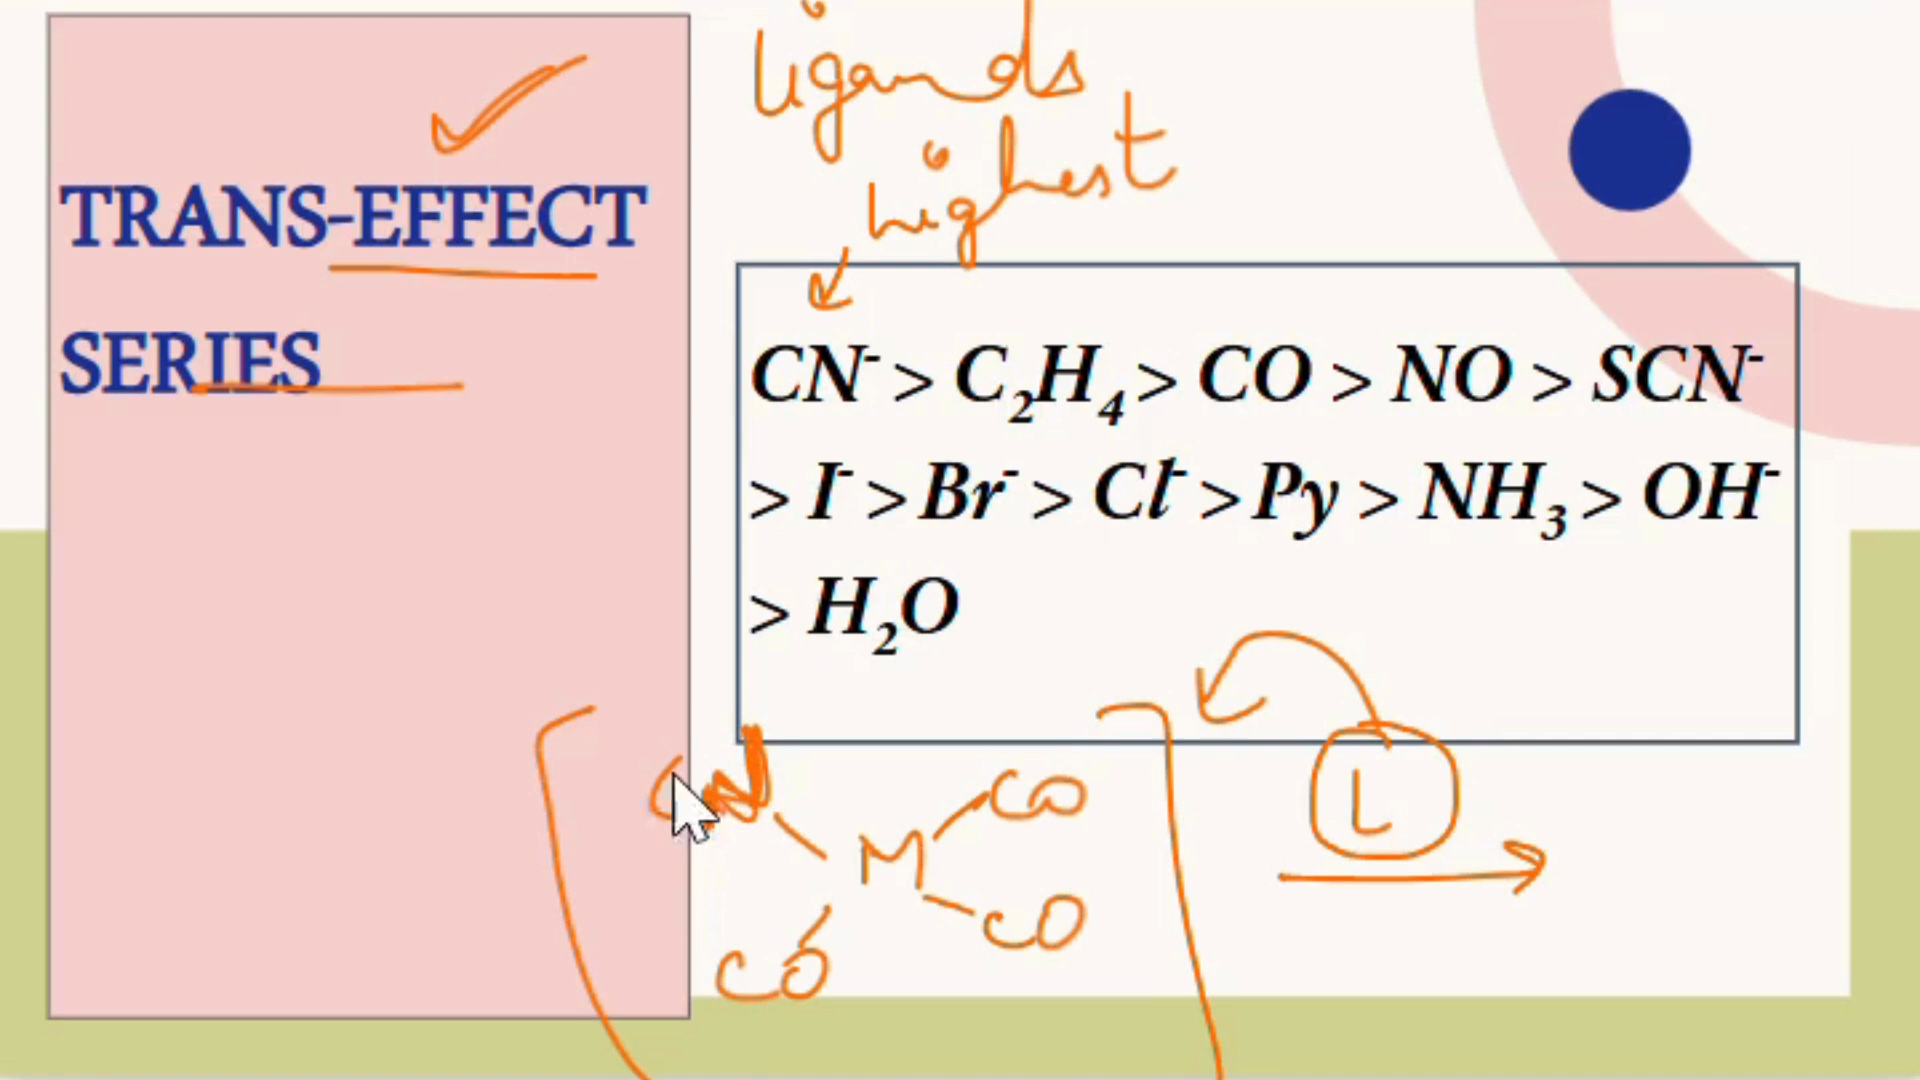 ligands
highest
TRANS-EFFECT
SERIES
CN⁻ > C₂H₄ > CO > NO > SCN⁻
> I⁻ > Br⁻ > Cl⁻ > Py > NH₃ > OH⁻
> H₂O
CN CO
M
CO CO
L